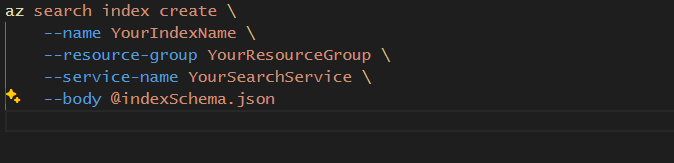 az search index create \
--name YourIndexName \
--resource-group YourResourceGroup \
--service-name YourSearchService \
--body @indexSchema.json